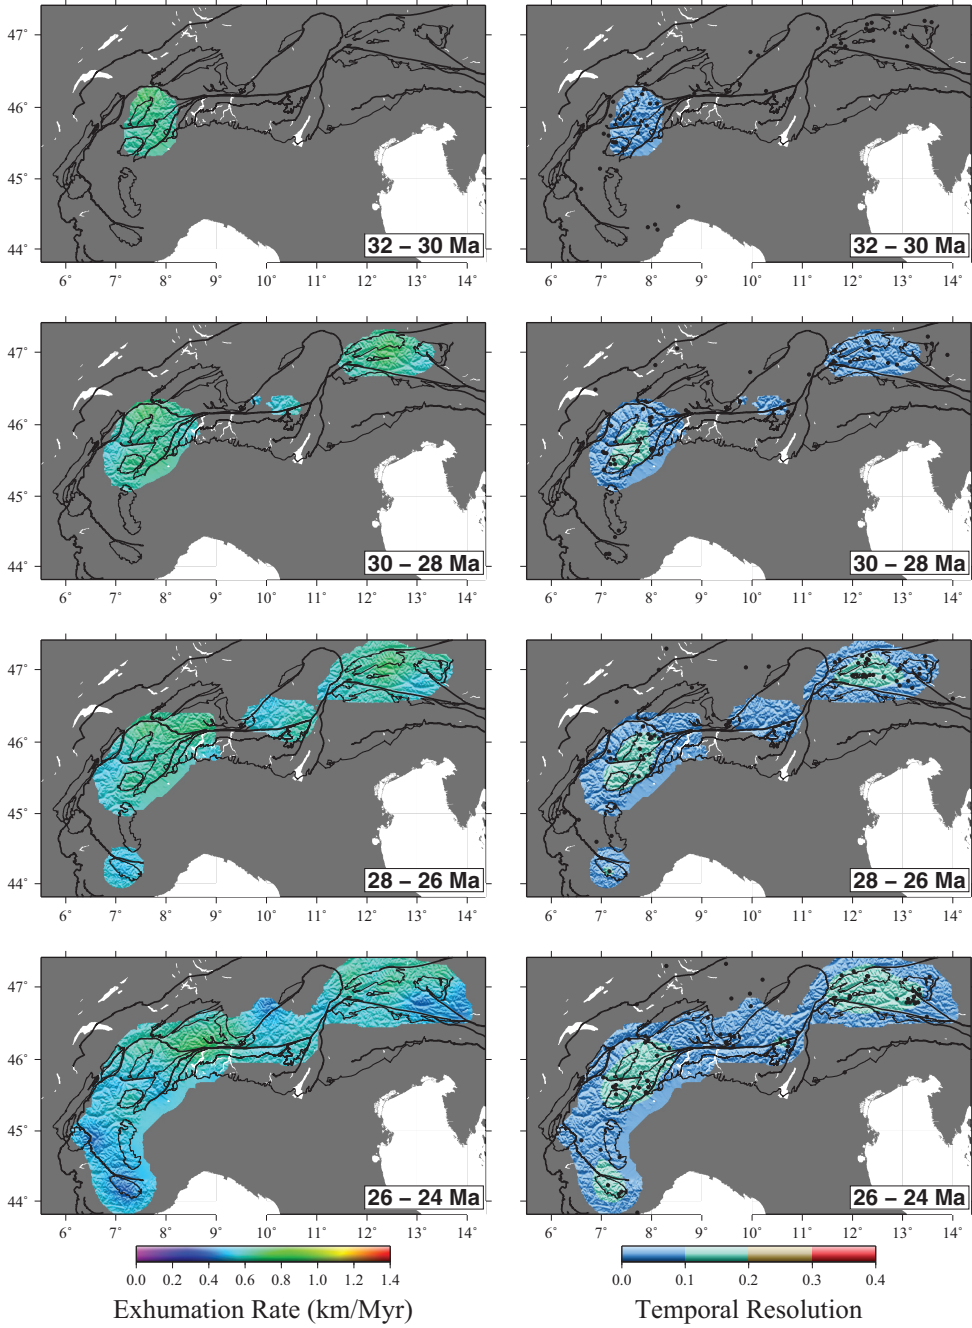 47°
46°
45°
44°
32 – 30 Ma
32 – 30 Ma
6° 7° 8° 9° 10° 11° 12° 13° 14°
6° 7° 8° 9° 10° 11° 12° 13° 14°
47°
46°
45°
44°
30 – 28 Ma
30 – 28 Ma
6° 7° 8° 9° 10° 11° 12° 13° 14°
6° 7° 8° 9° 10° 11° 12° 13° 14°
47°
46°
45°
44°
28 – 26 Ma
28 – 26 Ma
6° 7° 8° 9° 10° 11° 12° 13° 14°
6° 7° 8° 9° 10° 11° 12° 13° 14°
47°
46°
45°
44°
26 – 24 Ma
26 – 24 Ma
6° 7° 8° 9° 10° 11° 12° 13° 14°
6° 7° 8° 9° 10° 11° 12° 13° 14°
0.0 0.2 0.4 0.6 0.8 1.0 1.2 1.4
0.0 0.1 0.2 0.3 0.4
Exhumation Rate (km/Myr)
Temporal Resolution